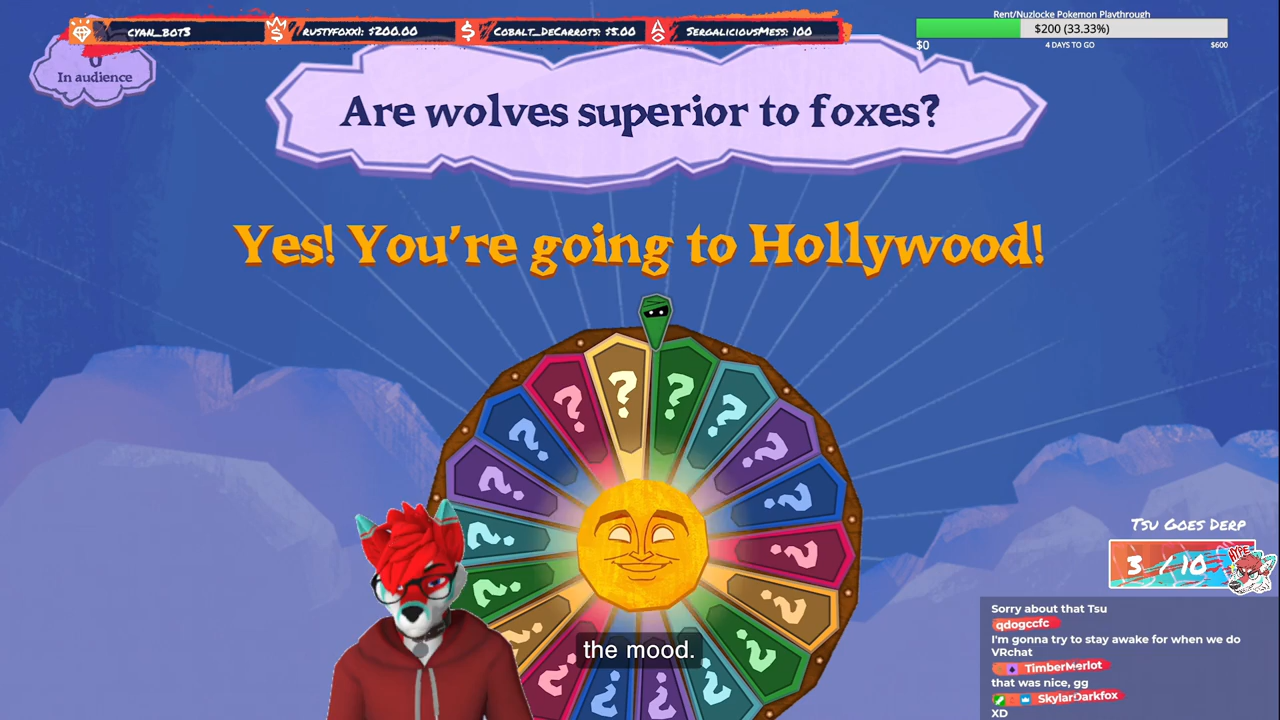 CYAN_BOT3
RUSTYFOXXI: $200.00
COBALT_DECARROTS: $5.00
SERGALICIOUSMESS: 100
Rent/Nuzlocke Pokemon Playthrough
$200 (33.33%)
$0
4 DAYS TO GO
$600
0
In audience
Are wolves superior to foxes?
Yes! You're going to Hollywood!
? ? ? ? ? ? ? ? ? ? ? ? ? ? ? ? ? ?
the mood.
TSU GOES DERP
3 / 10
HYPE
Sorry about that Tsu
qdogccfc
I'm gonna try to stay awake for when we do
VRchat
TimberMerlot
that was nice, gg
SkylarDarkfox
XD